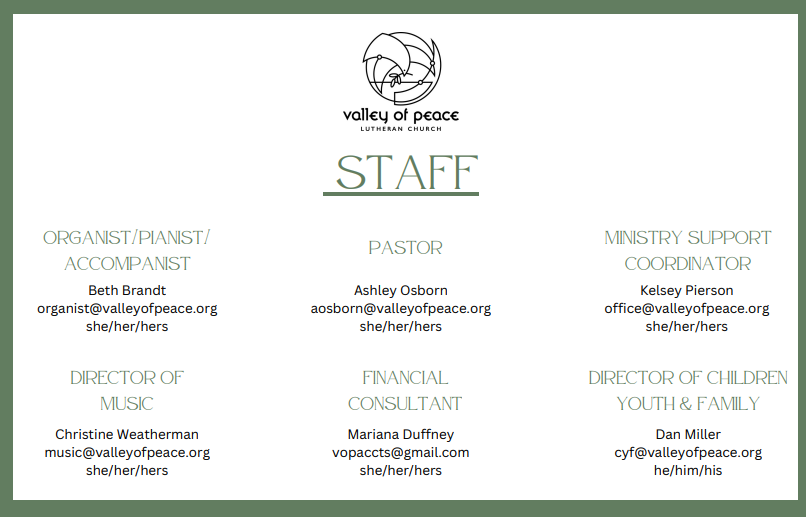 valley of peace
LUTHERAN CHURCH
STAFF
ORGANIST/PIANIST/
ACCOMPANIST
Beth Brandt
organist@valleyofpeace.org
she/her/hers
PASTOR
Ashley Osborn
aosborn@valleyofpeace.org
she/her/hers
MINISTRY SUPPORT
COORDINATOR
Kelsey Pierson
office@valleyofpeace.org
she/her/hers
DIRECTOR OF
MUSIC
Christine Weatherman
music@valleyofpeace.org
she/her/hers
FINANCIAL
CONSULTANT
Mariana Duffney
vopaccts@gmail.com
she/her/hers
DIRECTOR OF CHILDREN
YOUTH & FAMILY
Dan Miller
cyf@valleyofpeace.org
he/him/his